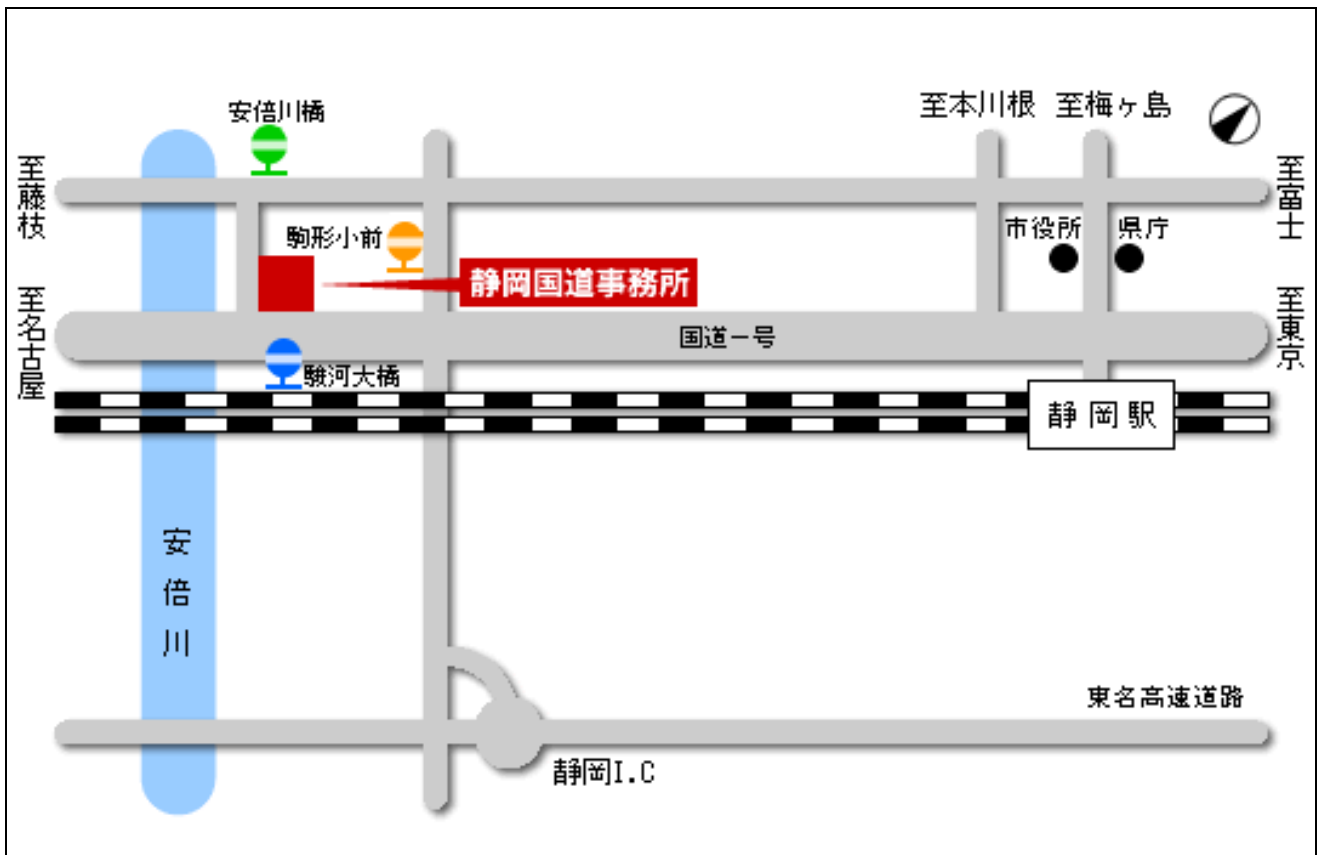 至本川根
至梅ヶ島
安倍川橋
至藤枝
至富士
市役所
県庁
駒形小前
静岡国道事務所
至名古屋
至東京
国道一号
駿河大橋
静岡駅
安倍川
東名高速道路
静岡I.C